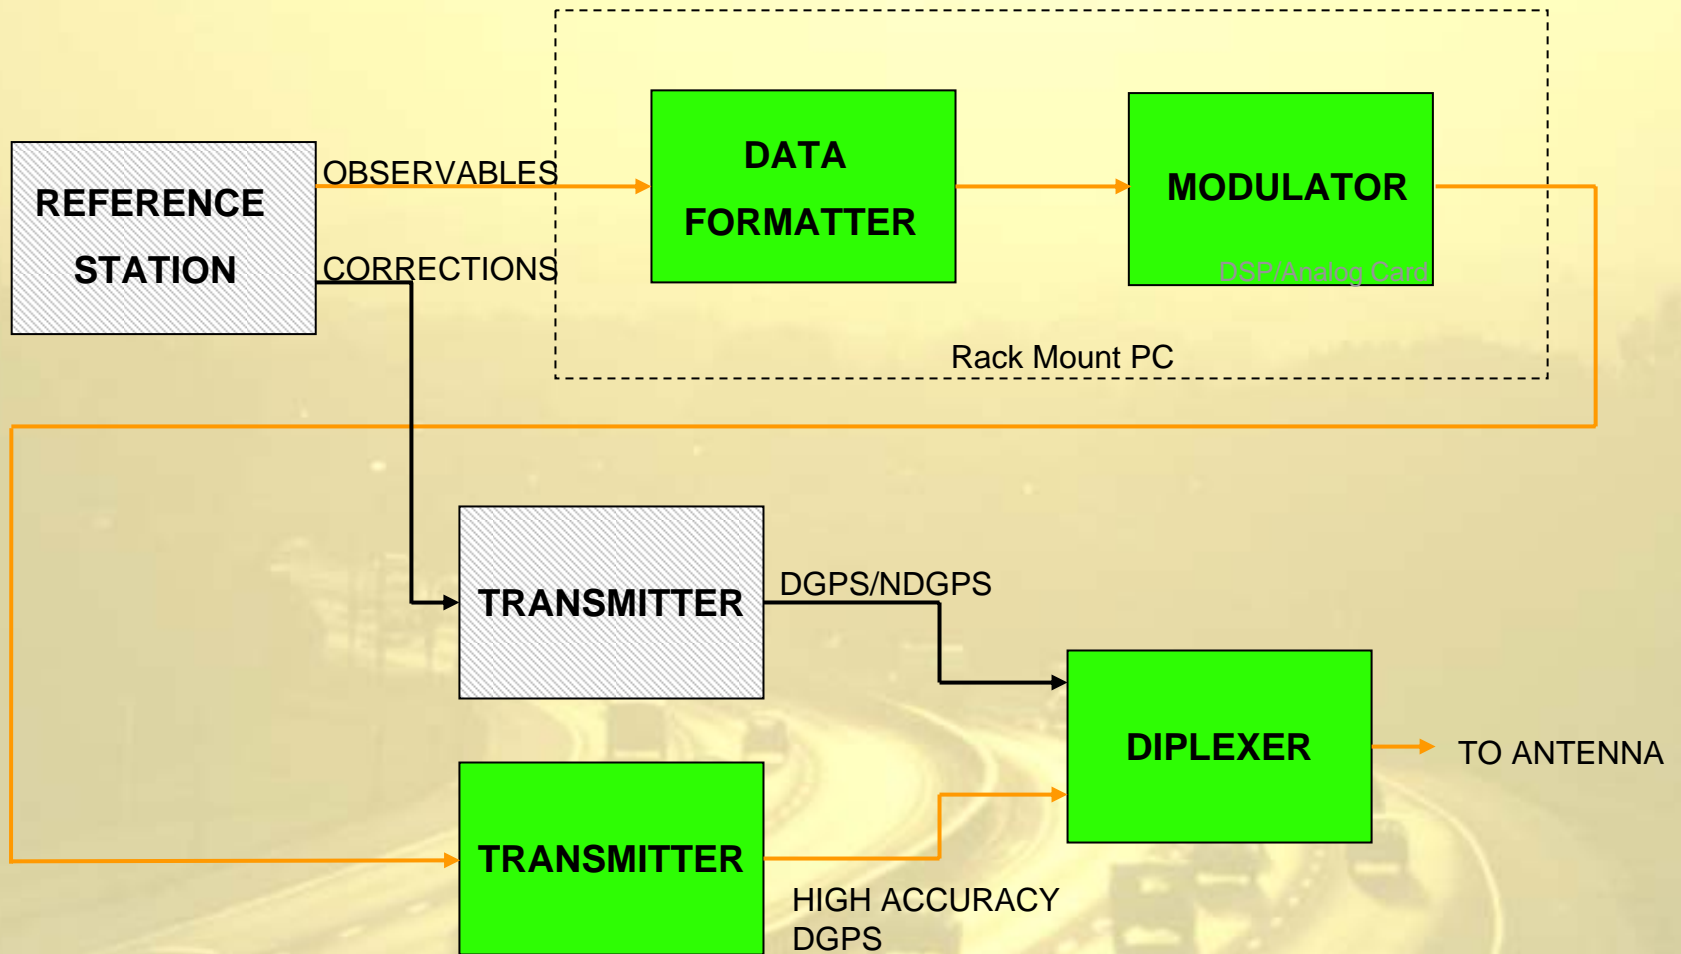 REFERENCE
STATION
OBSERVABLES
CORRECTIONS
DATA
FORMATTER
MODULATOR
DSP/Analog Card
Rack Mount PC
TRANSMITTER
DGPS/NDGPS
DIPLEXER
TO ANTENNA
TRANSMITTER
HIGH ACCURACY
DGPS